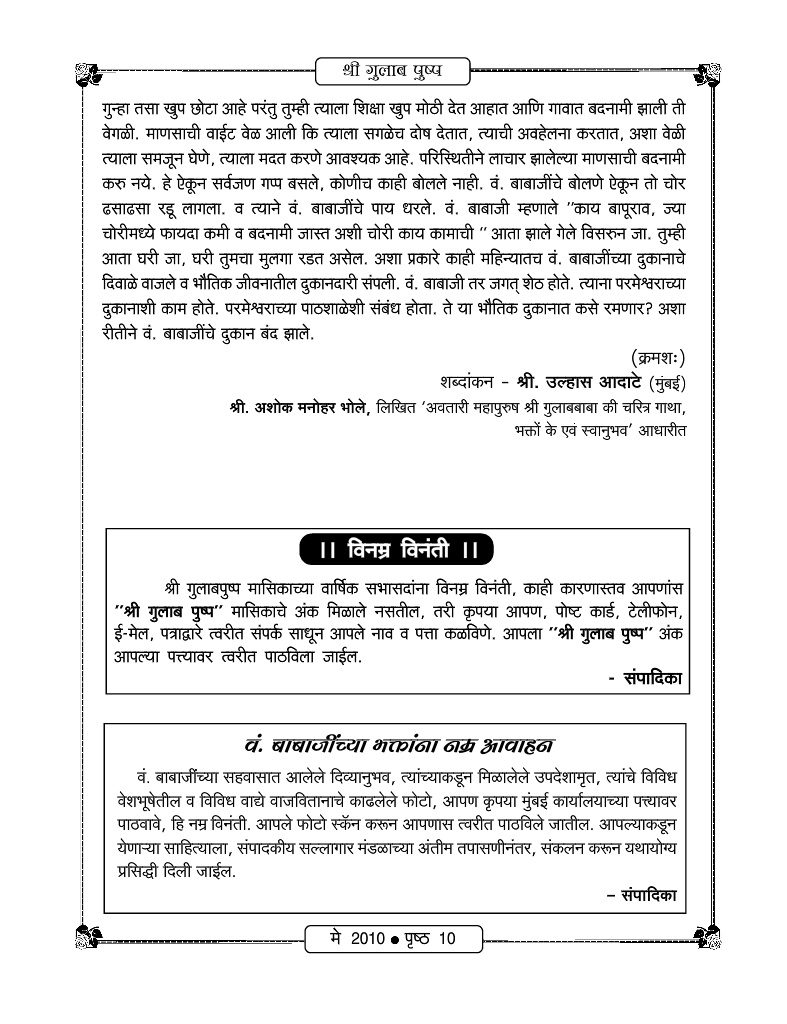 श्री गुलाब पुष्प
गुन्हा तसा खुप छोटा आहे परंतु तुम्ही त्याला शिक्षा खुप मोठी देत आहात आणि गावात बदनामी झाली ती
वेगळी. माणसाची वाईट वेळ आली कि त्याला सगळेच दोष देतात, त्याची अवहेलना करतात, अशा वेळी
त्याला समजून घेणे, त्याला मदत करणे आवश्यक आहे. परिस्थितीने लाचार झालेल्या माणसाची बदनामी
करु नये. हे ऐकून सर्वजण गप्प बसले, कोणीच काही बोलले नाही. वं. बाबाजींचे बोलणे ऐकून तो चोर
ढसाढसा रडू लागला. व त्याने वं. बाबाजींचे पाय धरले. वं. बाबाजी म्हणाले ”काय बापूराव, ज्या
चोरीमध्ये फायदा कमी व बदनामी जास्त अशी चोरी काय कामाची “ आता झाले गेले विसरुन जा. तुम्ही
आता घरी जा, घरी तुमचा मुलगा रडत असेल. अशा प्रकारे काही महिन्यातच वं. बाबाजींच्या दुकानाचे
दिवाळे वाजले व भौतिक जीवनातील दुकानदारी संपली. वं. बाबाजी तर जगत् शेठ होते. त्याना परमेश्वराच्या
दुकानाशी काम होते. परमेश्वराच्या पाठशाळेशी संबंध होता. ते या भौतिक दुकानात कसे रमणार? अशा
रीतीने वं. बाबाजींचे दुकान बंद झाले.
(क्रमशः)
शब्दांकन – श्री. उल्हास आदाटे (मुंबई)
श्री. अशोक मनोहर भोले, लिखित ‘अवतारी महापुरुष श्री गुलाबबाबा की चरित्र गाथा,
भक्तों के एवं स्वानुभव’ आधारीत
।। विनम्र विनंती ।।
श्री गुलाबपुष्प मासिकाच्या वार्षिक सभासदांना विनम्र विनंती, काही कारणास्तव आपणांस
”श्री गुलाब पुष्प” मासिकाचे अंक मिळाले नसतील, तरी कृपया आपण, पोष्ट कार्ड, टेलीफोन,
ई-मेल, पत्राद्वारे त्वरीत संपर्क साधून आपले नाव व पत्ता कळविणे. आपला ”श्री गुलाब पुष्प” अंक
आपल्या पत्त्यावर त्वरीत पाठविला जाईल.
- संपादिका
वं. बाबाजींच्या भक्तांना नम्र आवाहन
वं. बाबाजींच्या सहवासात आलेले दिव्यानुभव, त्यांच्याकडून मिळालेले उपदेशामृत, त्यांचे विविध
वेशभूषेतील व विविध वाद्ये वाजवितानाचे काढलेले फोटो, आपण कृपया मुंबई कार्यालयाच्या पत्त्यावर
पाठवावे, हि नम्र विनंती. आपले फोटो स्कॅन करून आपणास त्वरीत पाठविले जातील. आपल्याकडून
येणाऱ्या साहित्याला, संपादकीय सल्लागार मंडळाच्या अंतीम तपासणीनंतर, संकलन करून यथायोग्य
प्रसिद्धी दिली जाईल.
– संपादिका
मे 2010 ● पृष्ठ 10